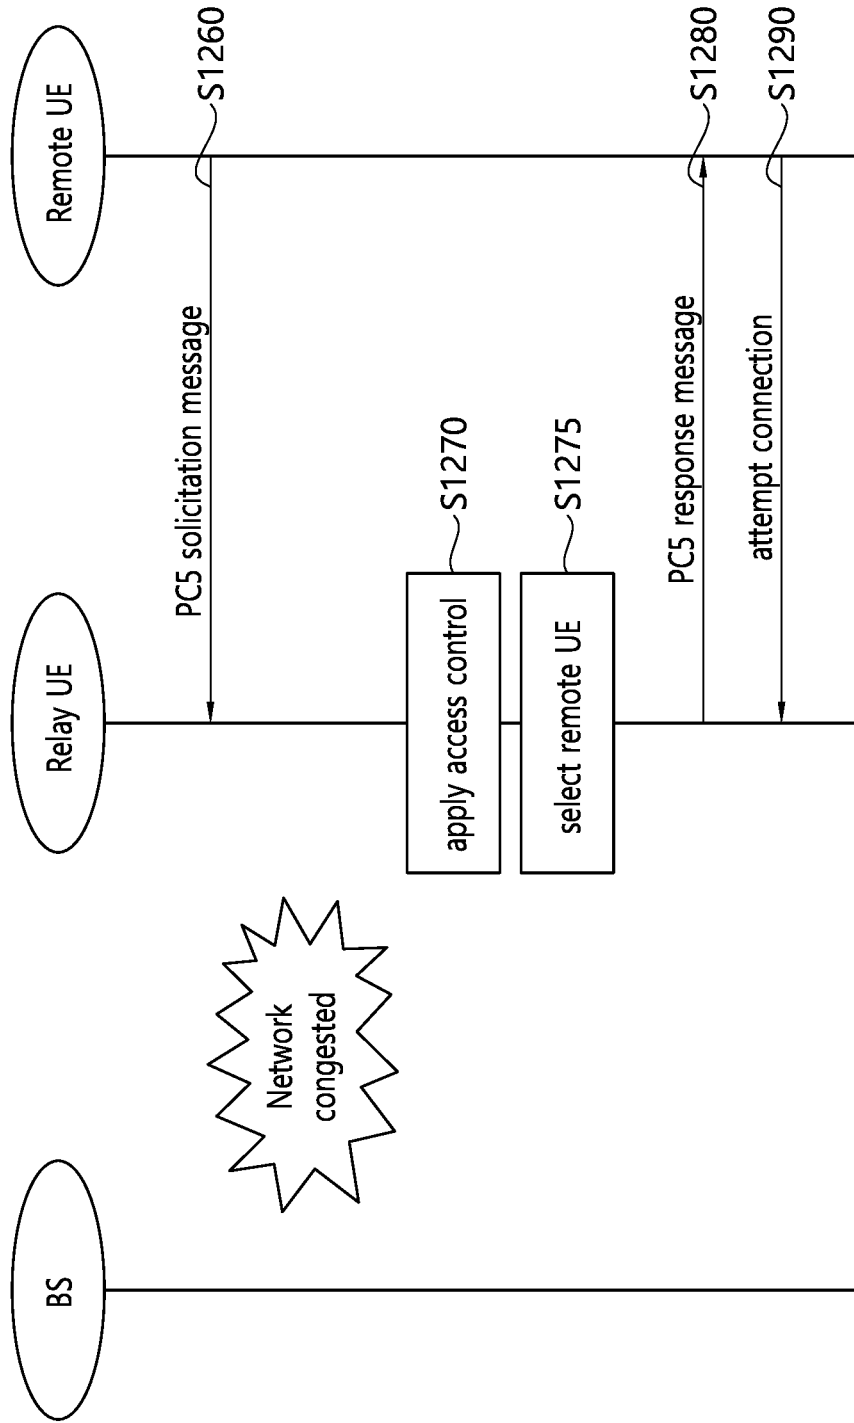 BS
Relay UE
Remote UE
PC5 solicitation message
S1260
Network
congested
apply access control
S1270
select remote UE
S1275
PC5 response message
S1280
attempt connection
S1290